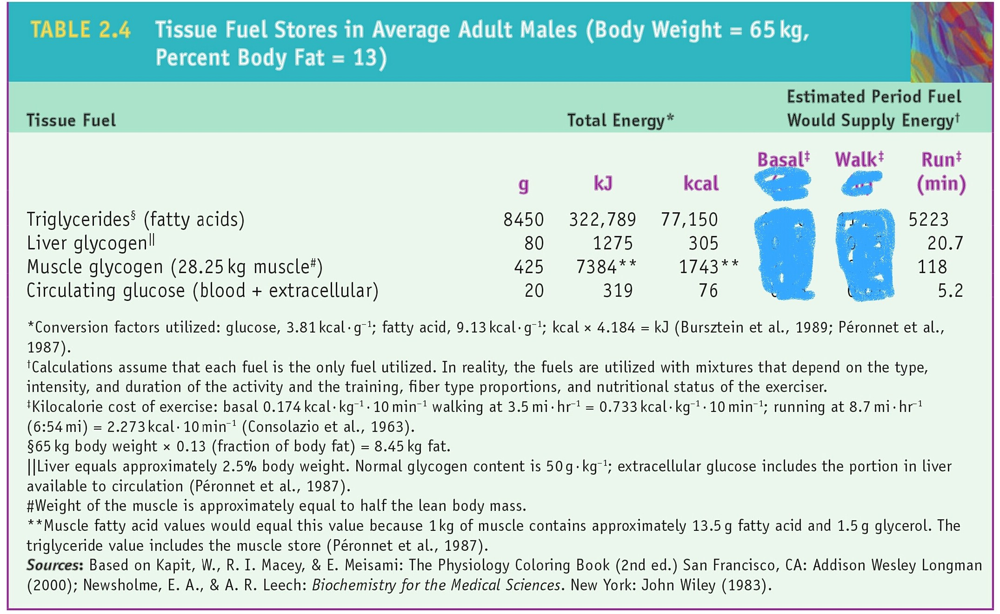 TABLE 2.4 Tissue Fuel Stores in Average Adult Males (Body Weight = 65 kg,
Percent Body Fat = 13)
Estimated Period Fuel
Tissue Fuel Total Energy* Would Supply Energy†
Basal‡ Walk‡ Run‡
g kJ kcal (min)
Triglycerides§ (fatty acids) 8450 322,789 77,150 5223
Liver glycogen|| 80 1275 305 20.7
Muscle glycogen (28.25 kg muscle#) 425 7384** 1743** 118
Circulating glucose (blood + extracellular) 20 319 76 5.2
*Conversion factors utilized: glucose, 3.81 kcal·g⁻¹; fatty acid, 9.13 kcal·g⁻¹; kcal × 4.184 = kJ (Bursztein et al., 1989; Péronnet et al.,
1987).
†Calculations assume that each fuel is the only fuel utilized. In reality, the fuels are utilized with mixtures that depend on the type,
intensity, and duration of the activity and the training, fiber type proportions, and nutritional status of the exerciser.
‡Kilocalorie cost of exercise: basal 0.174 kcal·kg⁻¹·10 min⁻¹ walking at 3.5 mi·hr⁻¹ = 0.733 kcal·kg⁻¹·10 min⁻¹; running at 8.7 mi·hr⁻¹
(6:54 mi) = 2.273 kcal·10 min⁻¹ (Consolazio et al., 1963).
§65 kg body weight × 0.13 (fraction of body fat) = 8.45 kg fat.
||Liver equals approximately 2.5% body weight. Normal glycogen content is 50 g·kg⁻¹; extracellular glucose includes the portion in liver
available to circulation (Péronnet et al., 1987).
#Weight of the muscle is approximately equal to half the lean body mass.
**Muscle fatty acid values would equal this value because 1 kg of muscle contains approximately 13.5 g fatty acid and 1.5 g glycerol. The
triglyceride value includes the muscle store (Péronnet et al., 1987).
Sources: Based on Kapit, W., R. I. Macey, & E. Meisami: The Physiology Coloring Book (2nd ed.) San Francisco, CA: Addison Wesley Longman
(2000); Newsholme, E. A., & A. R. Leech: Biochemistry for the Medical Sciences. New York: John Wiley (1983).